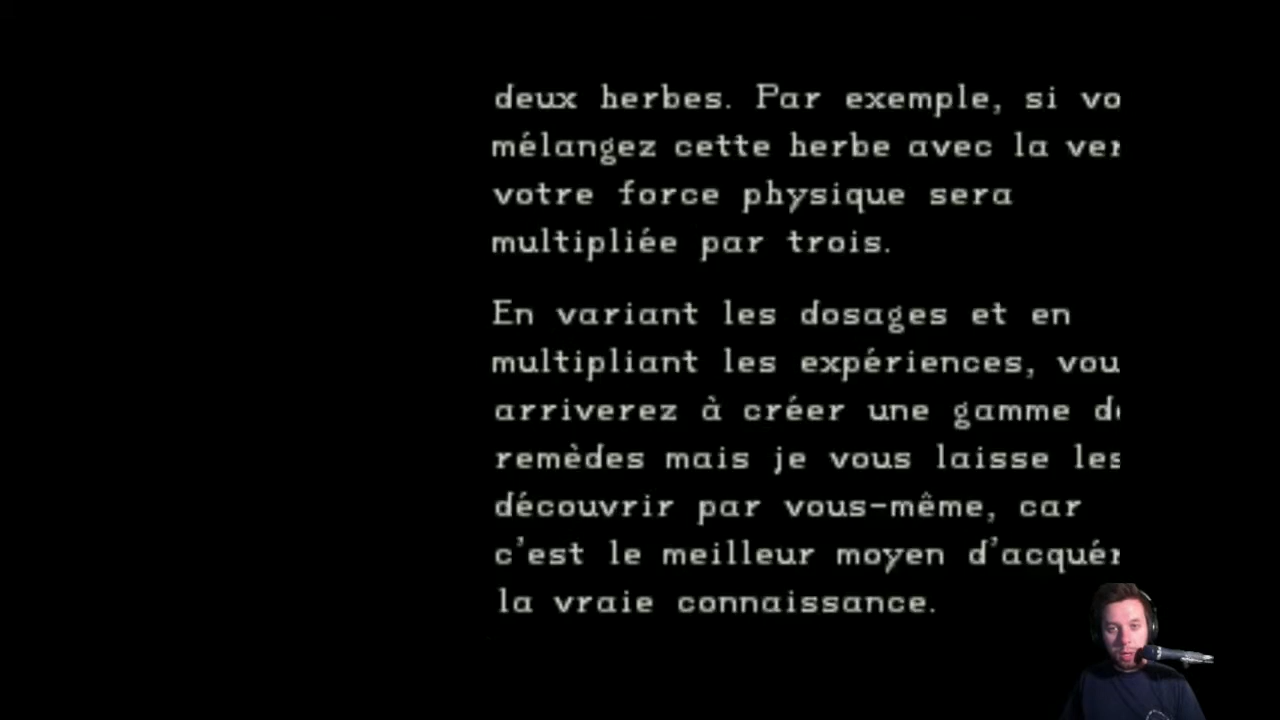 deux herbes. Par exemple, si vo
mélangez cette herbe avec la ver
votre force physique sera
multipliée par trois.
En variant les dosages et en
multipliant les expériences, vou
arriverez à créer une gamme de
remèdes mais je vous laisse les
découvrir par vous-même, car
c'est le meilleur moyen d'acquér
la vraie connaissance.